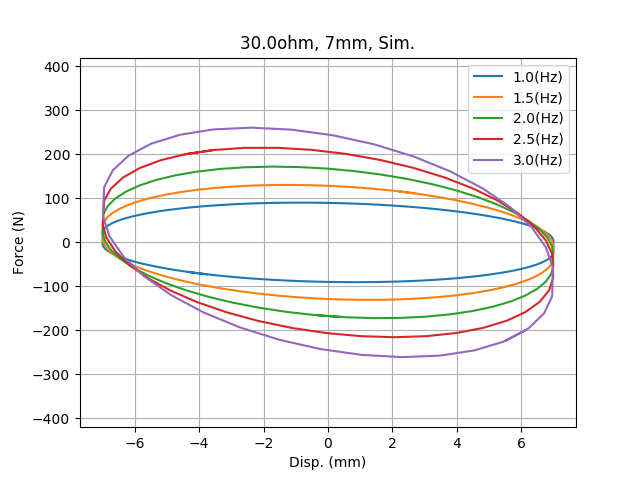 30.0ohm, 7mm, Sim.
400
300
200
100
0
−100
−200
−300
−400
Force (N)
1.0(Hz)
1.5(Hz)
2.0(Hz)
2.5(Hz)
3.0(Hz)
−6 −4 −2 0 2 4 6
Disp. (mm)